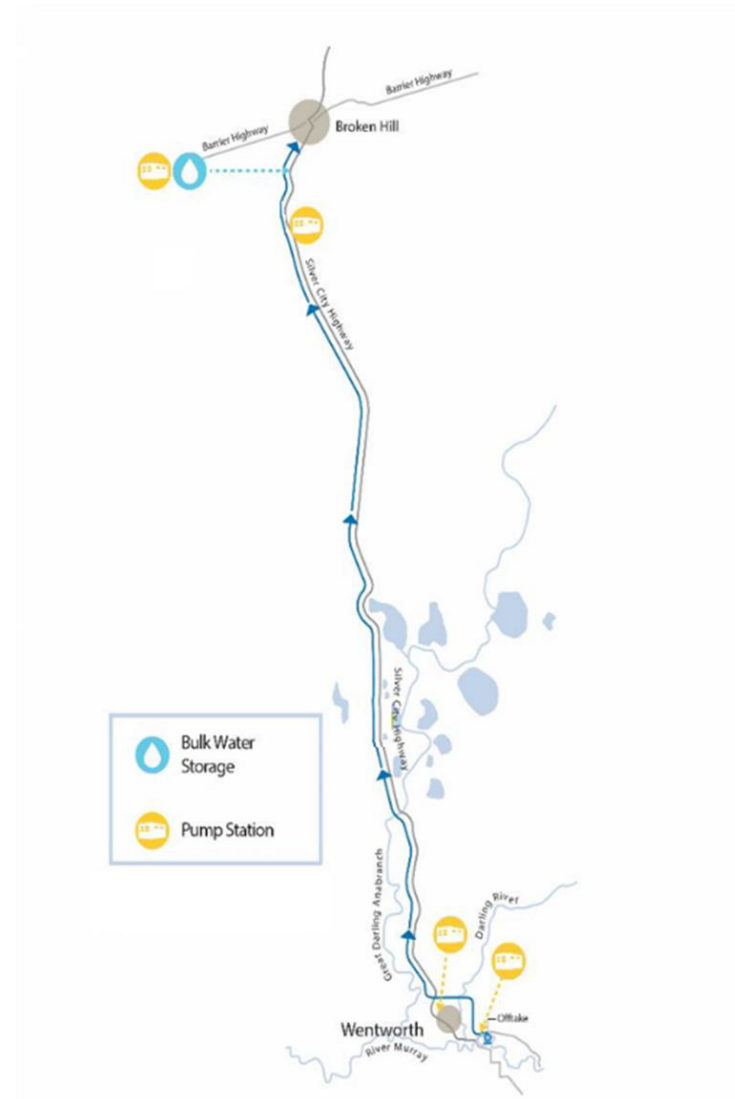 Barrier Highway
Broken Hill
Barrier Highway
Silver City Highway
Silver City Highway
Bulk Water
Storage
Pump Station
Great Darling Anabranch
Darling River
Offtake
Wentworth
River Murray